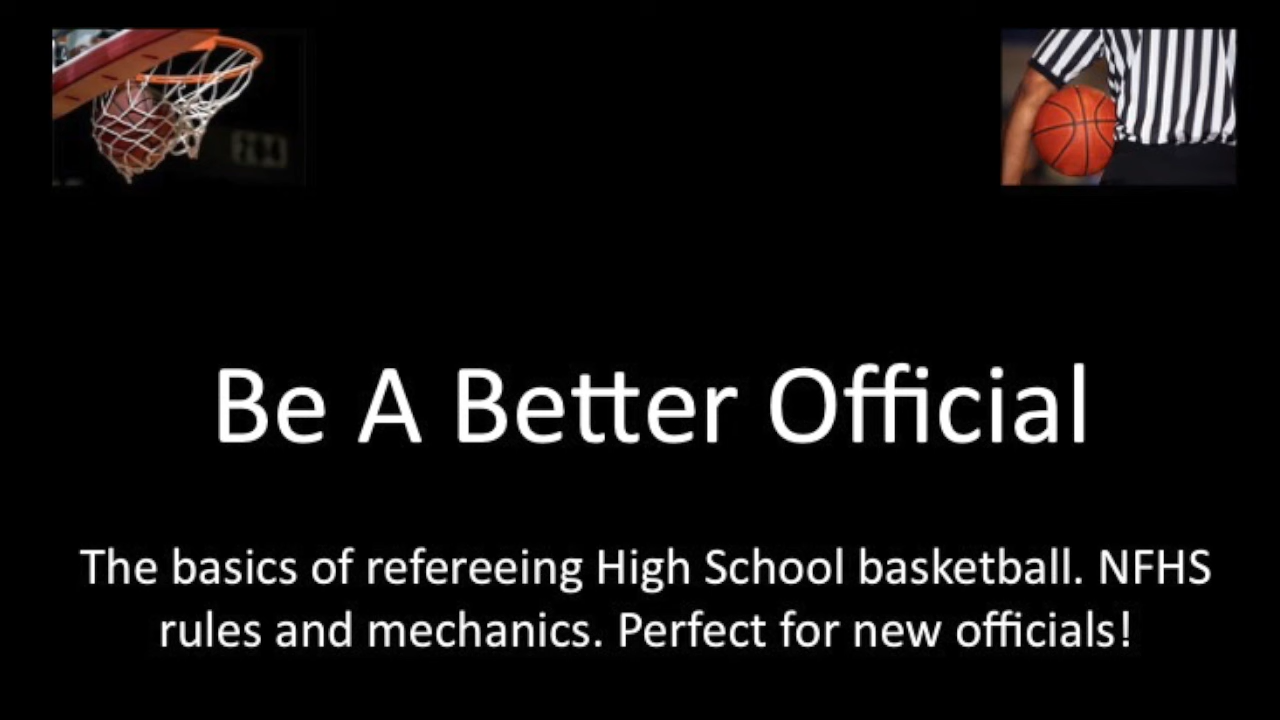 Be A Better Official
The basics of refereeing High School basketball. NFHS
rules and mechanics. Perfect for new officials!